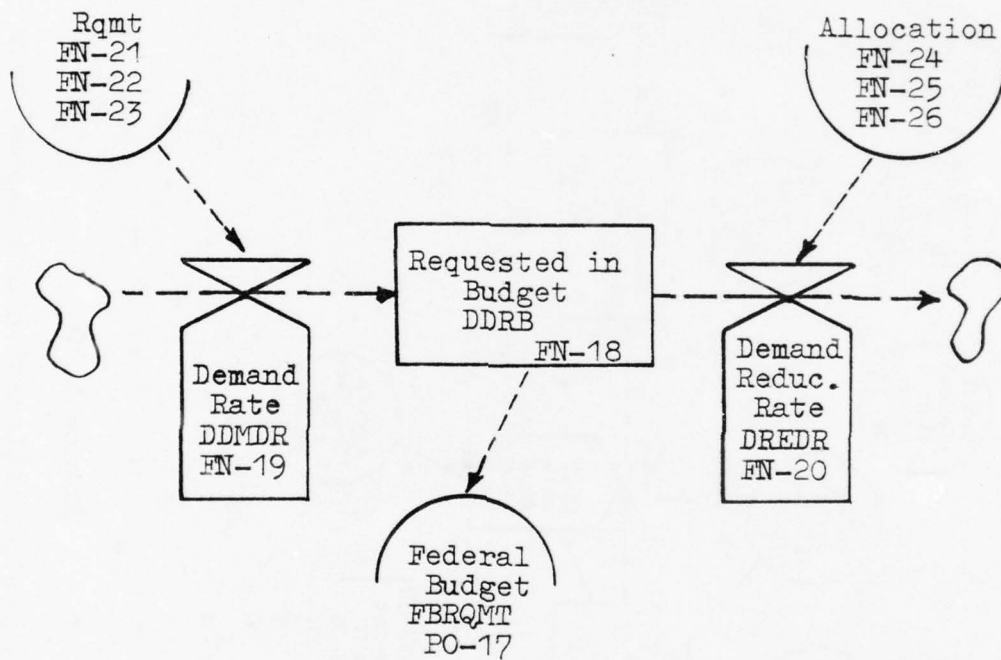 Rqmt
FN-21
FN-22
FN-23
Allocation
FN-24
FN-25
FN-26
Requested in
Budget
DDRB
FN-18
Demand
Rate
DDMDR
FN-19
Demand
Reduc.
Rate
DREDR
FN-20
Federal
Budget
FBRQMT
PO-17